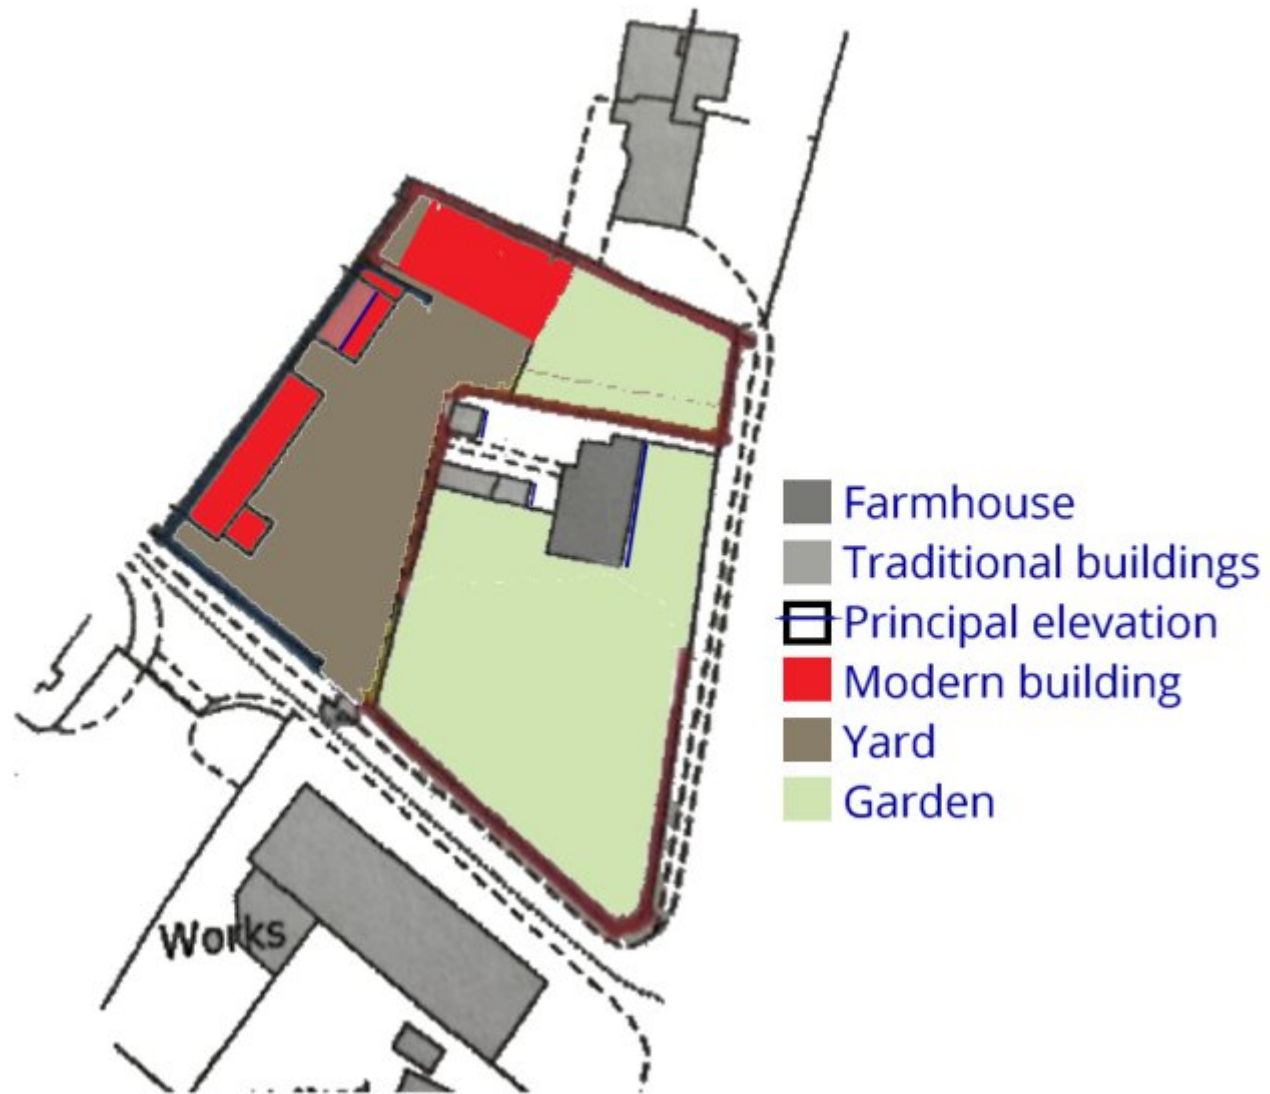 Farmhouse
Traditional buildings
Principal elevation
Modern building
Yard
Garden
Works